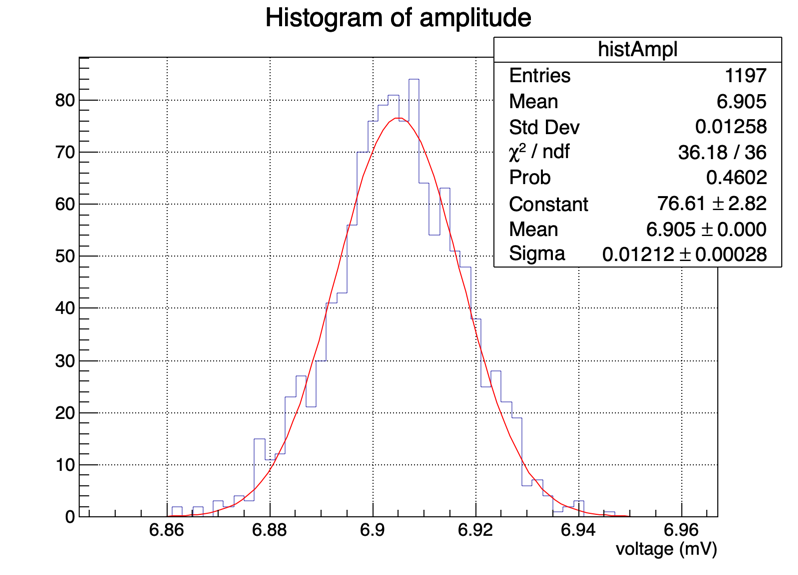 Histogram of amplitude
histAmpl
Entries 1197
Mean 6.905
Std Dev 0.01258
χ² / ndf 36.18 / 36
Prob 0.4602
Constant 76.61 ± 2.82
Mean 6.905 ± 0.000
Sigma 0.01212 ± 0.00028
80
70
60
50
40
30
20
10
0
6.86 6.88 6.9 6.92 6.94 6.96
voltage (mV)